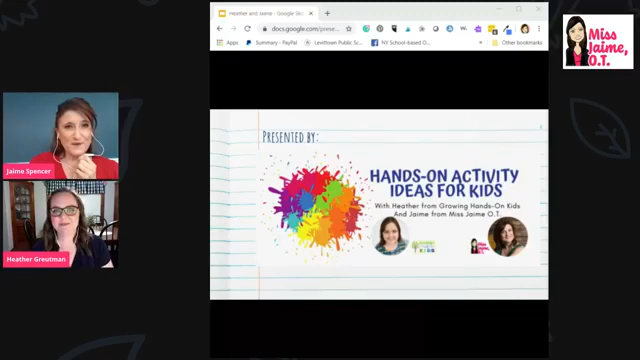 Heather and Jaime - Google Slid
docs.google.com/prese
Apps
Summary - PayPal
Levittown Public Sc...
NY School-based O...
Other bookmarks
Miss
Jaime,
O.T.
PRESENTED BY:
HANDS-ON ACTIVITY
IDEAS FOR KIDS
With Heather from Growing Hands-On Kids
And Jaime from Miss Jaime O.T.
Jaime Spencer
Heather Greutman